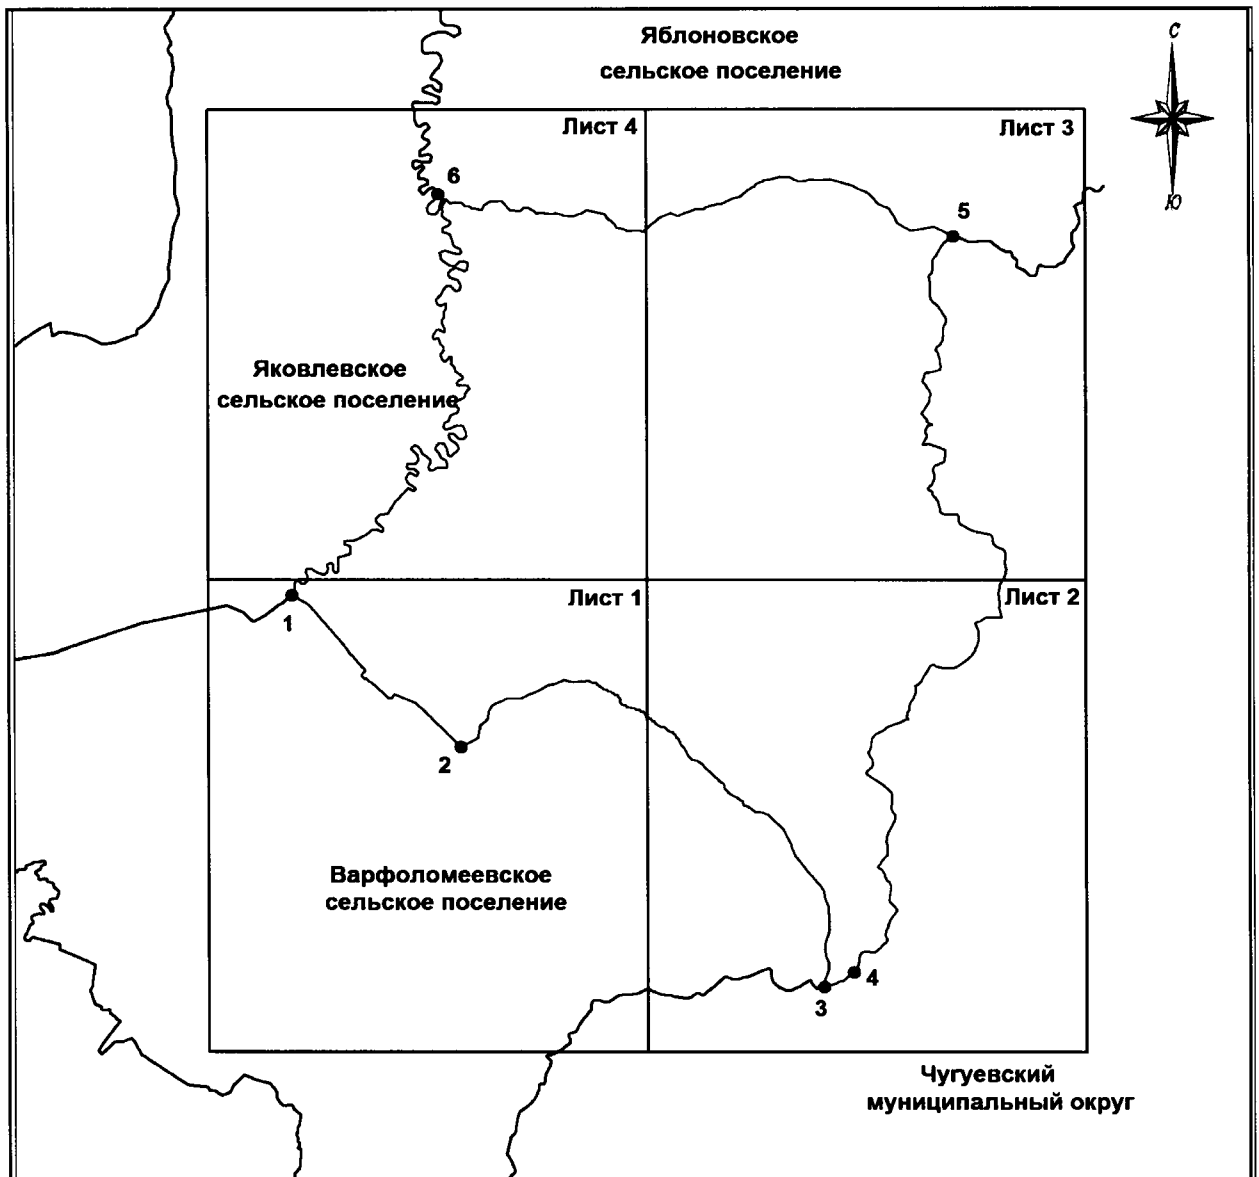 Яблоновское
сельское поселение
С
Ю
Лист 4
Лист 3
6
5
Яковлевское
сельское поселение
Лист 1
Лист 2
1
2
Варфоломеевское
сельское поселение
4
3
Чугуевский
муниципальный округ